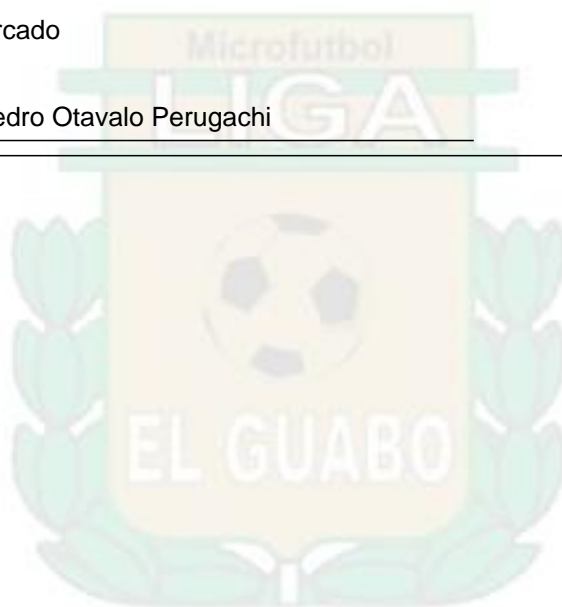 rcado
Microfutbol
LIGA
edro Otavalo Perugachi
EL GUABO